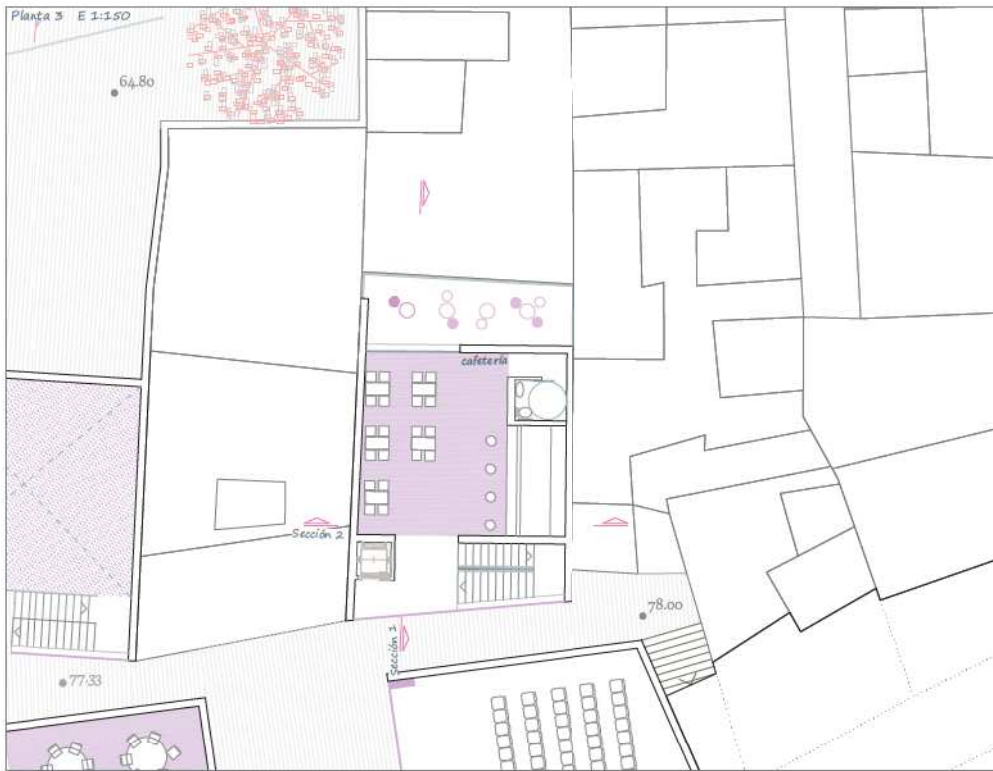 Planta 3 E 1:150
64.80
cafetería
Sección 2
78.00
Sección 1
77.33